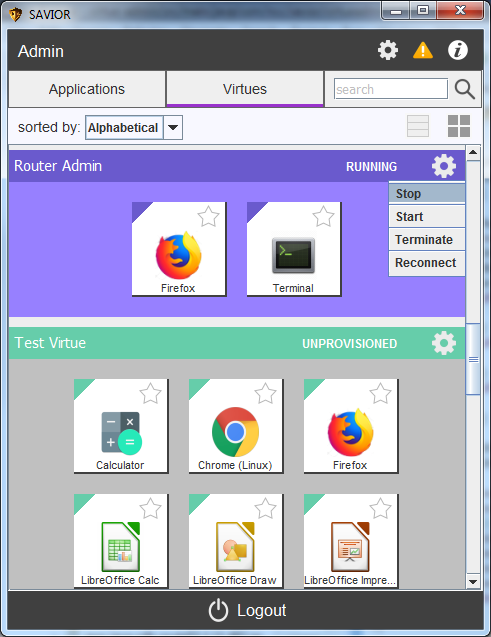 SAVIOR
Admin
Applications
Virtues
search
sorted by: Alphabetical
Router Admin
RUNNING
Stop
Start
Terminate
Reconnect
Firefox
Terminal
Test Virtue
UNPROVISIONED
Calculator
Chrome (Linux)
Firefox
LibreOffice Calc
LibreOffice Draw
LibreOffice Impre...
Logout